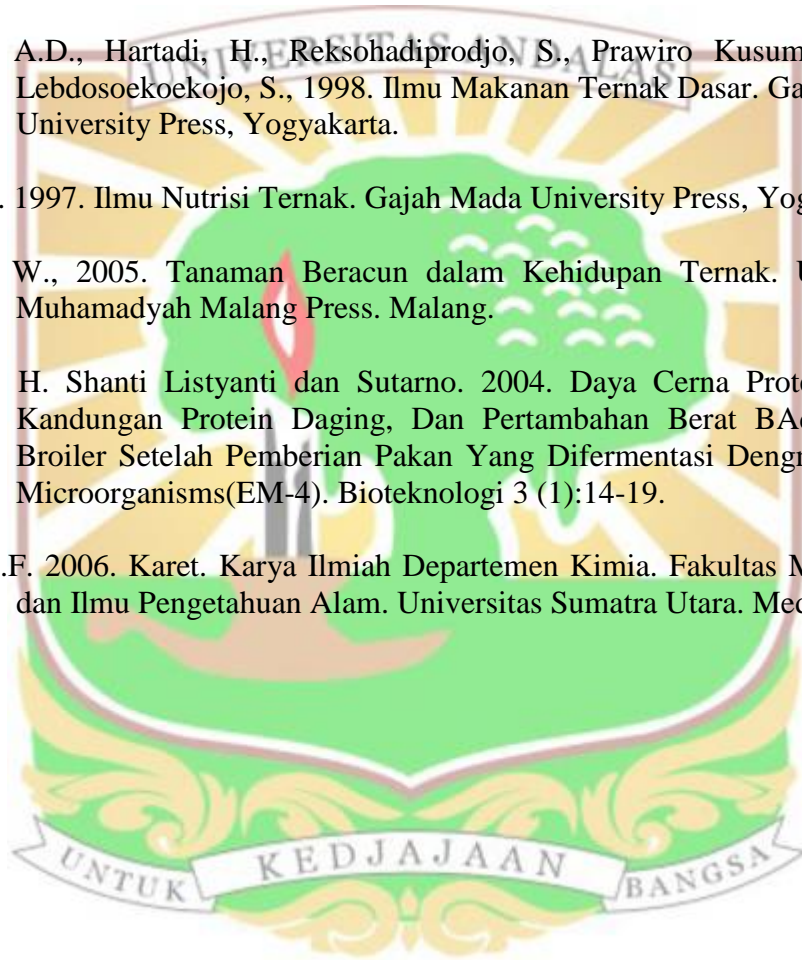 UNIVERSITAS ANDALAS
A.D., Hartadi, H., Reksohadiprodjo, S., Prawiro Kusum
Lebdosoekoekojo, S., 1998. Ilmu Makanan Ternak Dasar. Ga
University Press, Yogyakarta.
. 1997. Ilmu Nutrisi Ternak. Gajah Mada University Press, Yog
W., 2005. Tanaman Beracun dalam Kehidupan Ternak. U
Muhamadyah Malang Press. Malang.
H. Shanti Listyanti dan Sutarno. 2004. Daya Cerna Prote
Kandungan Protein Daging, Dan Pertambahan Berat BA
Broiler Setelah Pemberian Pakan Yang Difermentasi Deng
Microorganisms(EM-4). Bioteknologi 3 (1):14-19.
.F. 2006. Karet. Karya Ilmiah Departemen Kimia. Fakultas M
dan Ilmu Pengetahuan Alam. Universitas Sumatra Utara. Med
UNTUK KEDJAJAAN BANGSA